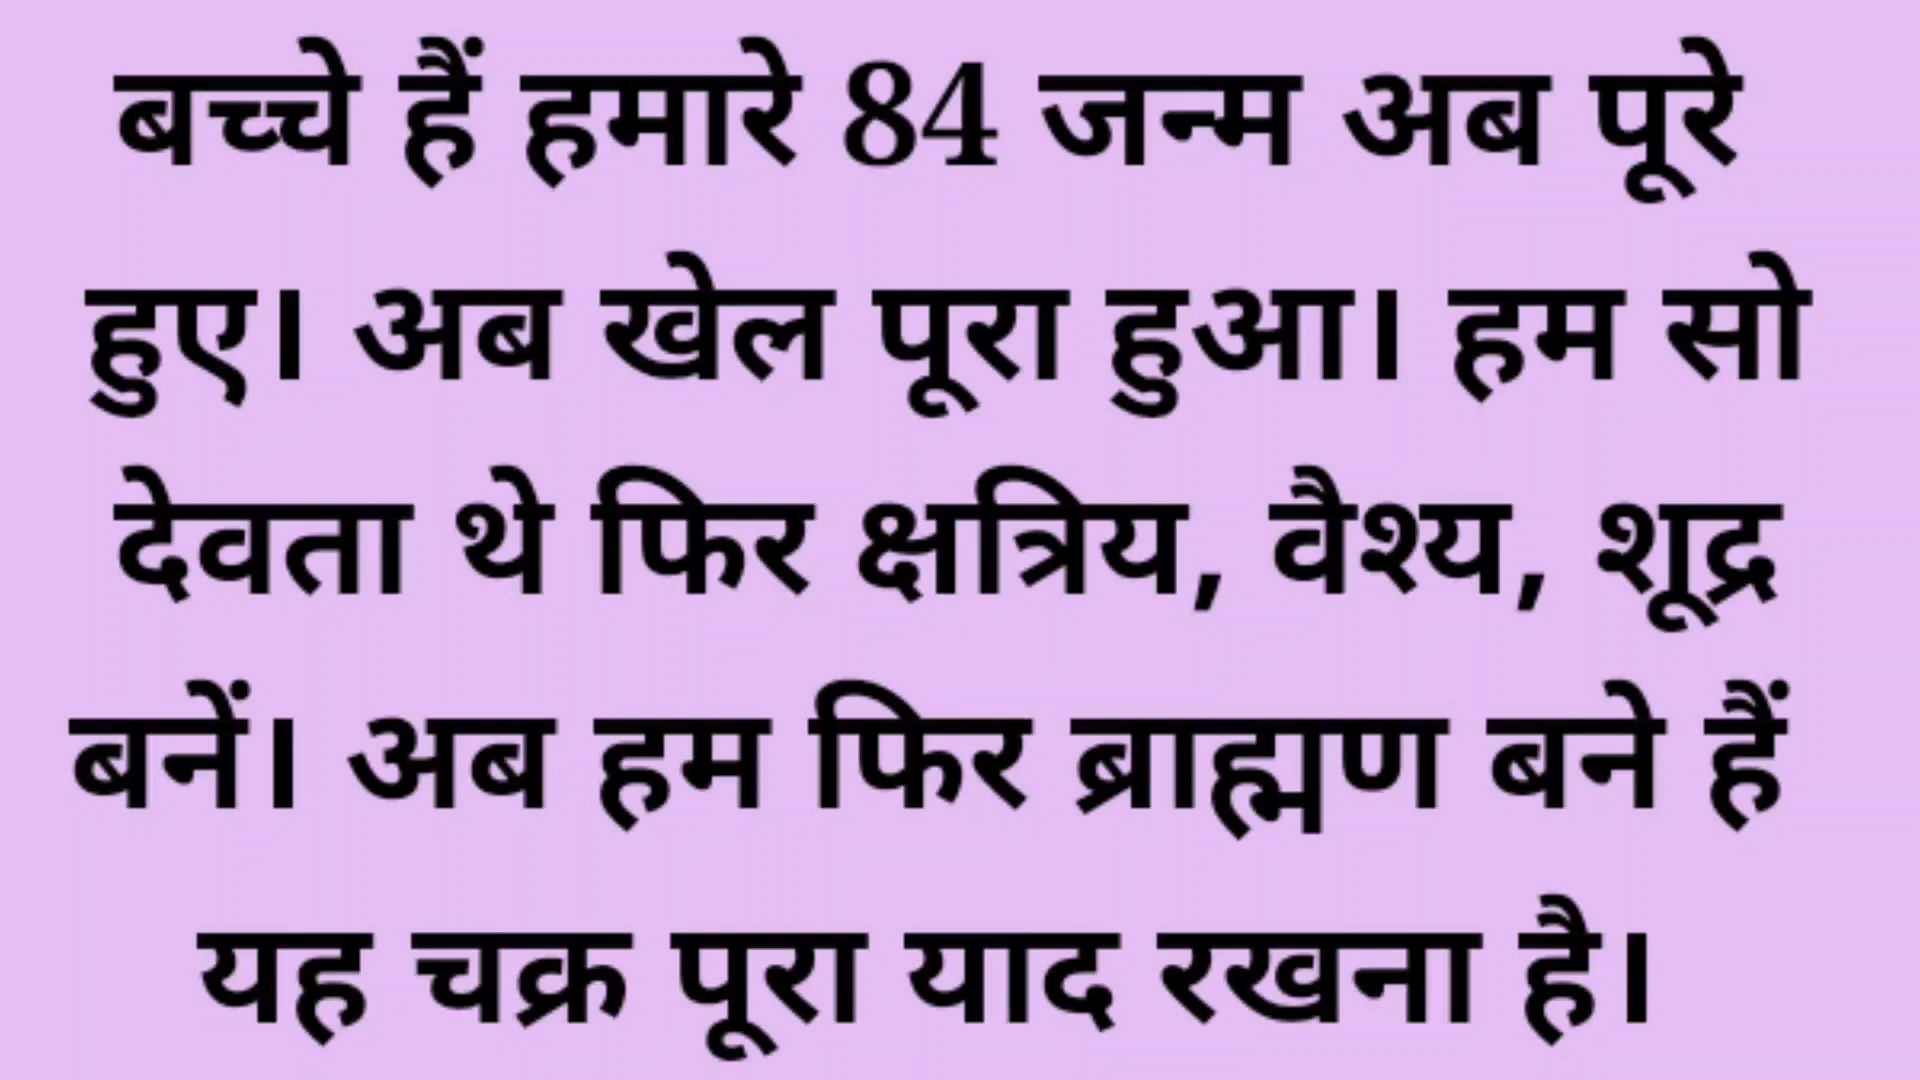 बच्चे हैं हमारे 84 जन्म अब पूरे
हुए। अब खेल पूरा हुआ। हम सो
देवता थे फिर क्षत्रिय, वैश्य, शूद्र
बनें। अब हम फिर ब्राह्मण बने हैं
यह चक्र पूरा याद रखना है।